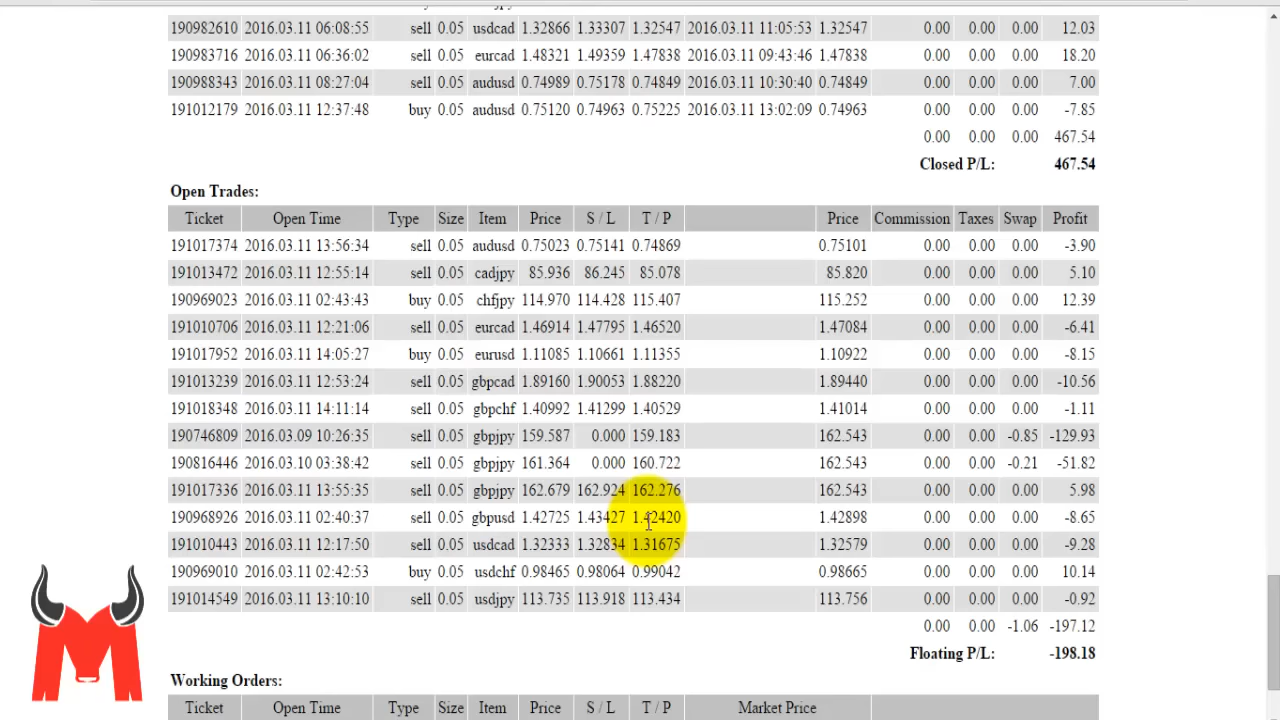 190982610 2016.03.11 06:08:55 sell 0.05 usdcad 1.32866 1.33307 1.32547 2016.03.11 11:05:53 1.32547 0.00 0.00 0.00 12.03
190983716 2016.03.11 06:36:02 sell 0.05 eurcad 1.48321 1.49359 1.47838 2016.03.11 09:43:46 1.47838 0.00 0.00 0.00 18.20
190988343 2016.03.11 08:27:04 sell 0.05 audusd 0.74989 0.75178 0.74849 2016.03.11 10:30:40 0.74849 0.00 0.00 0.00 7.00
191012179 2016.03.11 12:37:48 buy 0.05 audusd 0.75120 0.74963 0.75225 2016.03.11 13:02:09 0.74963 0.00 0.00 0.00 -7.85
0.00 0.00 0.00 467.54
Closed P/L: 467.54
Open Trades:
Ticket Open Time Type Size Item Price S / L T / P Price Commission Taxes Swap Profit
191017374 2016.03.11 13:56:34 sell 0.05 audusd 0.75023 0.75141 0.74869 0.75101 0.00 0.00 0.00 -3.90
191013472 2016.03.11 12:55:14 sell 0.05 cadjpy 85.936 86.245 85.078 85.820 0.00 0.00 0.00 5.10
190969023 2016.03.11 02:43:43 buy 0.05 chfjpy 114.970 114.428 115.407 115.252 0.00 0.00 0.00 12.39
191010706 2016.03.11 12:21:06 sell 0.05 eurcad 1.46914 1.47795 1.46520 1.47084 0.00 0.00 0.00 -6.41
191017952 2016.03.11 14:05:27 buy 0.05 eurusd 1.11085 1.10661 1.11355 1.10922 0.00 0.00 0.00 -8.15
191013239 2016.03.11 12:53:24 sell 0.05 gbpcad 1.89160 1.90053 1.88220 1.89440 0.00 0.00 0.00 -10.56
191018348 2016.03.11 14:11:14 sell 0.05 gbpchf 1.40992 1.41299 1.40529 1.41014 0.00 0.00 0.00 -1.11
190746809 2016.03.09 10:26:35 sell 0.05 gbpjpy 159.587 0.000 159.183 162.543 0.00 0.00 -0.85 -129.93
190816446 2016.03.10 03:38:42 sell 0.05 gbpjpy 161.364 0.000 160.722 162.543 0.00 0.00 -0.21 -51.82
191017336 2016.03.11 13:55:35 sell 0.05 gbpjpy 162.679 162.924 162.276 162.543 0.00 0.00 0.00 5.98
190968926 2016.03.11 02:40:37 sell 0.05 gbpusd 1.42725 1.43427 1.42420 1.42898 0.00 0.00 0.00 -8.65
191010443 2016.03.11 12:17:50 sell 0.05 usdcad 1.32333 1.32834 1.31675 1.32579 0.00 0.00 0.00 -9.28
190969010 2016.03.11 02:42:53 buy 0.05 usdchf 0.98465 0.98064 0.99042 0.98665 0.00 0.00 0.00 10.14
191014549 2016.03.11 13:10:10 sell 0.05 usdjpy 113.735 113.918 113.434 113.756 0.00 0.00 0.00 -0.92
0.00 0.00 -1.06 -197.12
Floating P/L: -198.18
Working Orders:
Ticket Open Time Type Size Item Price S / L T / P Market Price